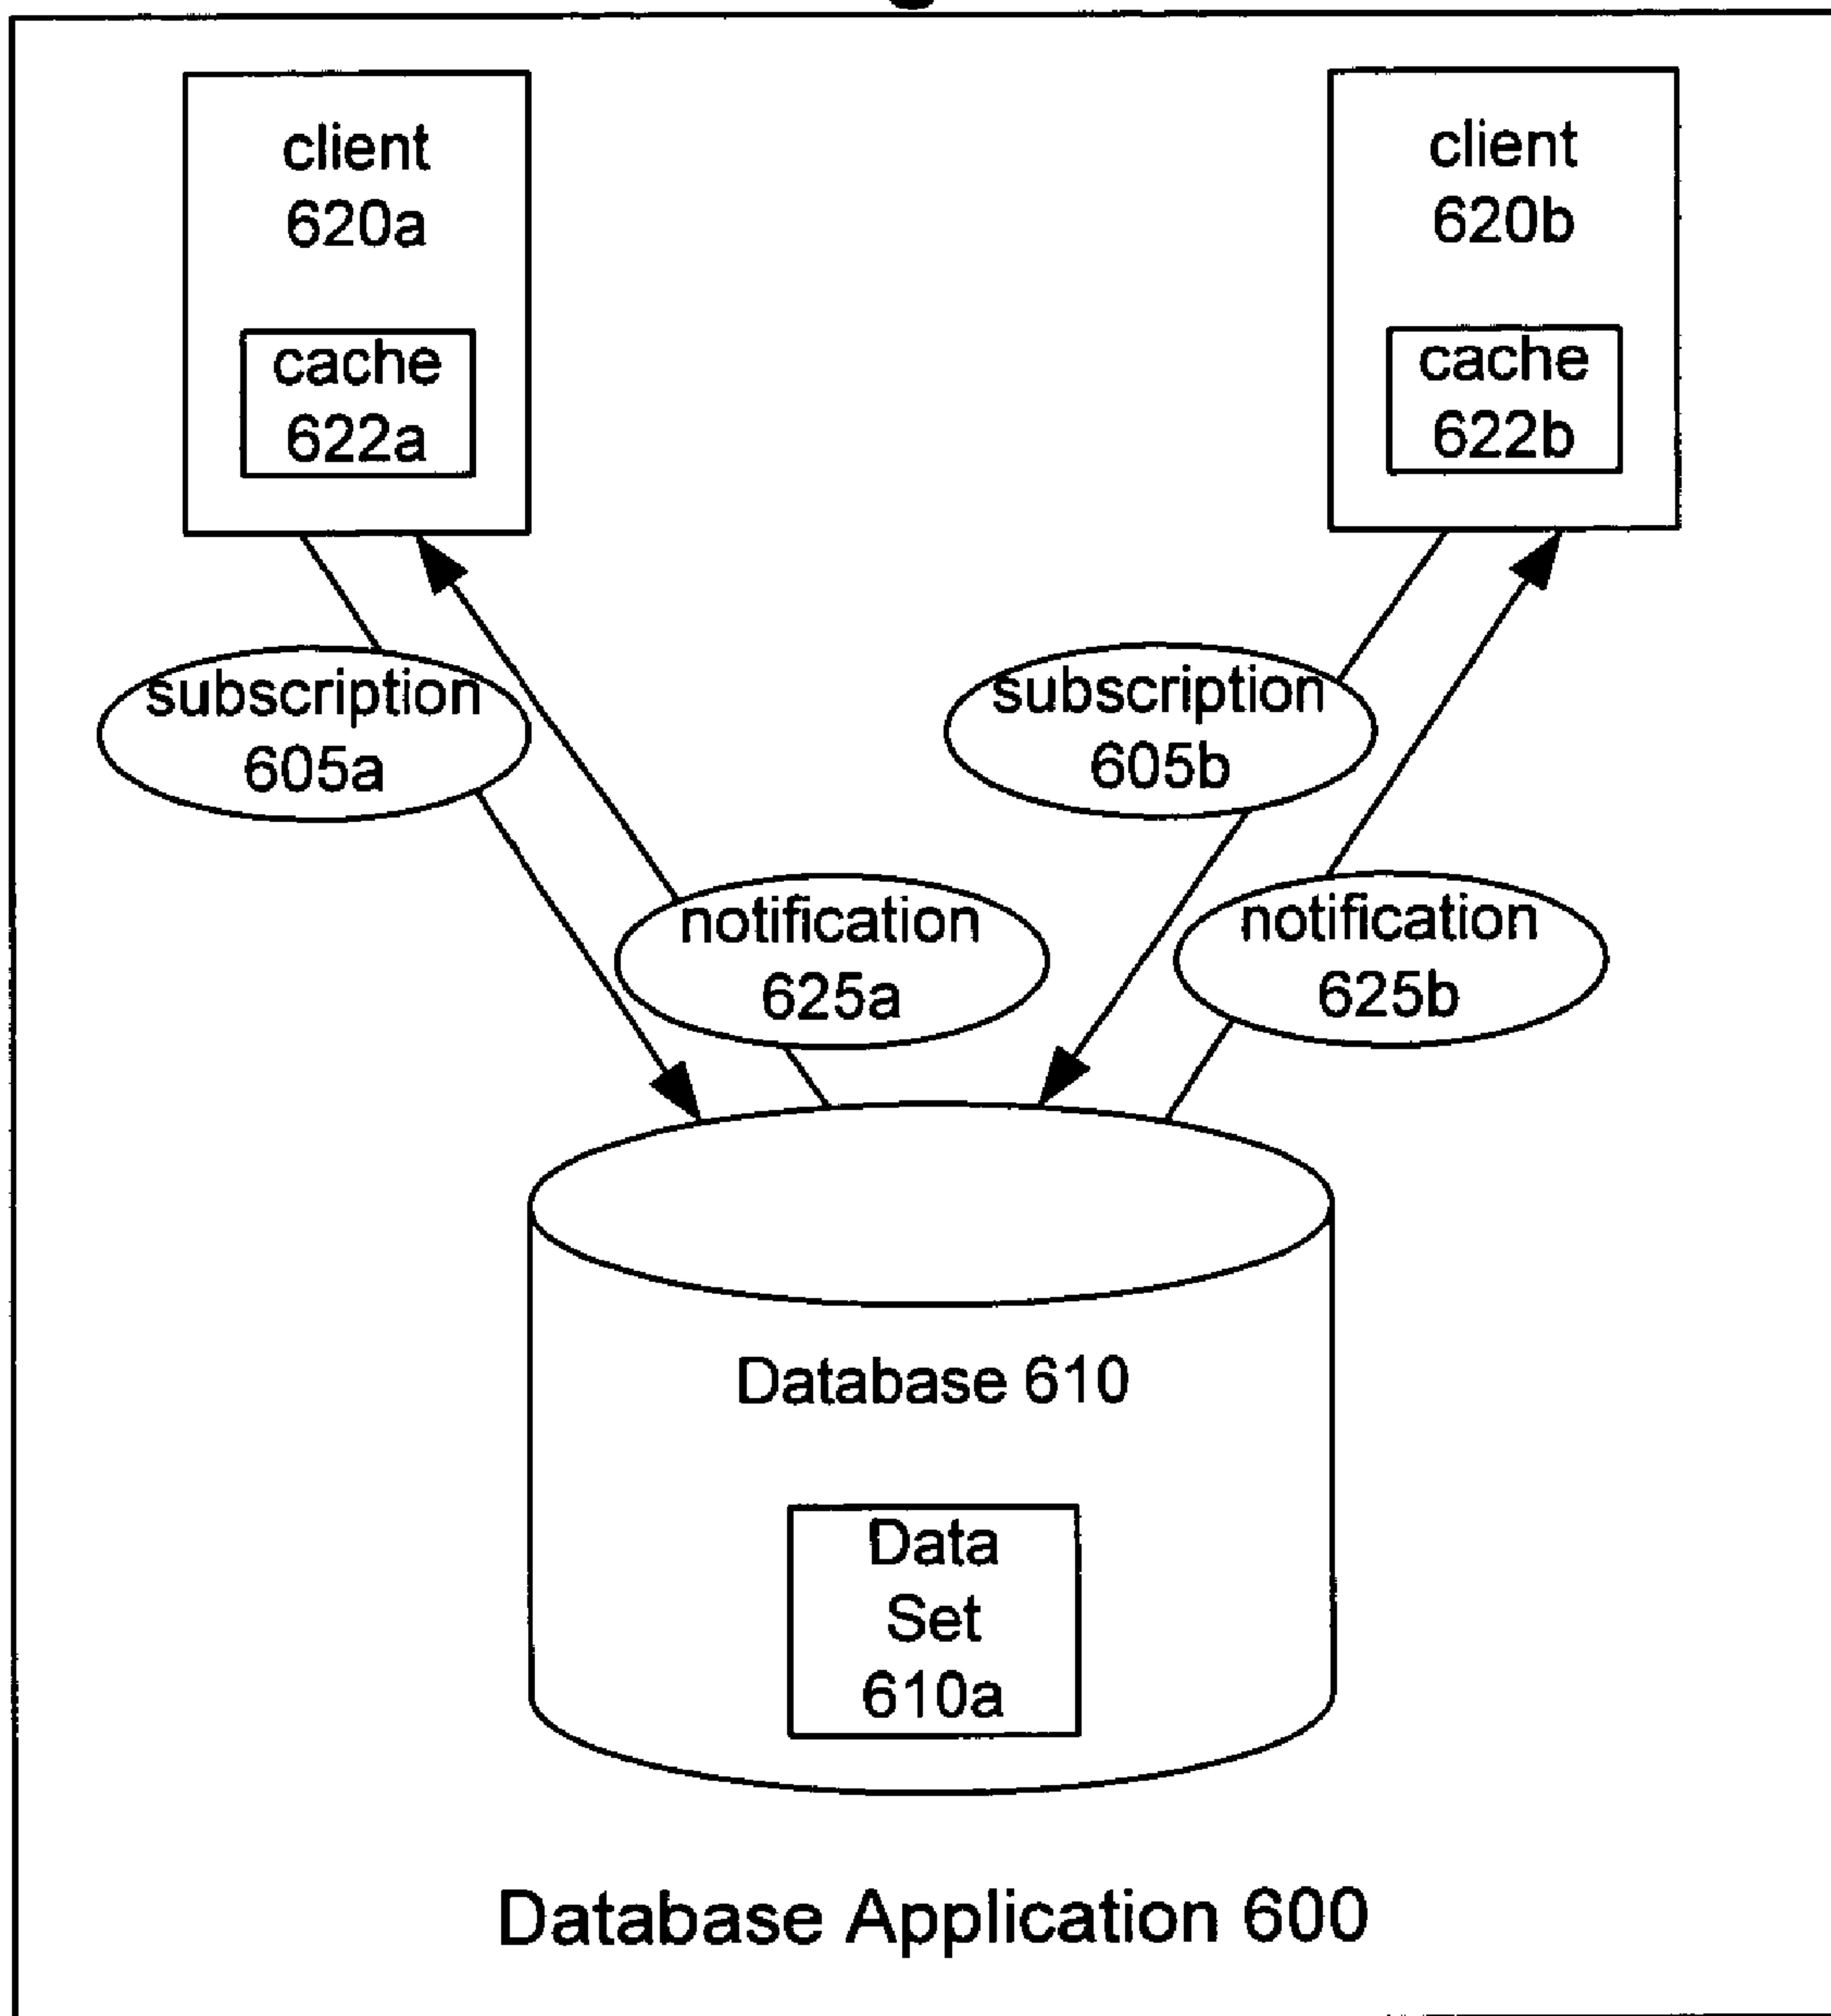 client
620a
cache
622a
client
620b
cache
622b
subscription
605a
subscription
605b
notification
625a
notification
625b
Database 610
Data
Set
610a
Database Application 600